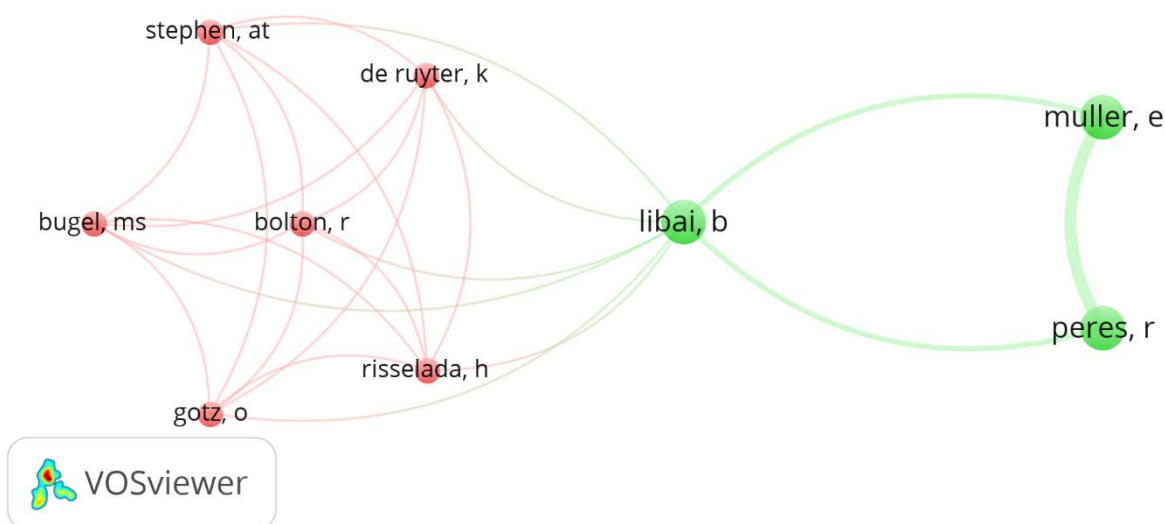 stephen, at
de ruyter, k
muller, e
bugel, ms
bolton, r
libai, b
peres, r
risselada, h
gotz, o
VOSviewer